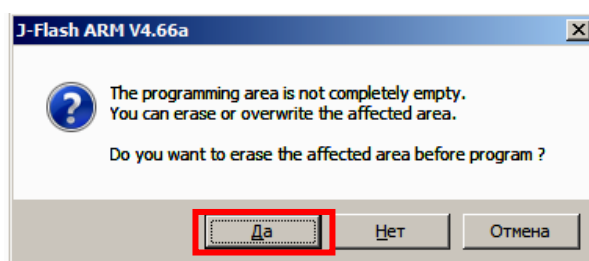 J-Flash ARM V4.66a
The programming area is not completely empty.
You can erase or overwrite the affected area.
Do you want to erase the affected area before program ?
Да Нет Отмена